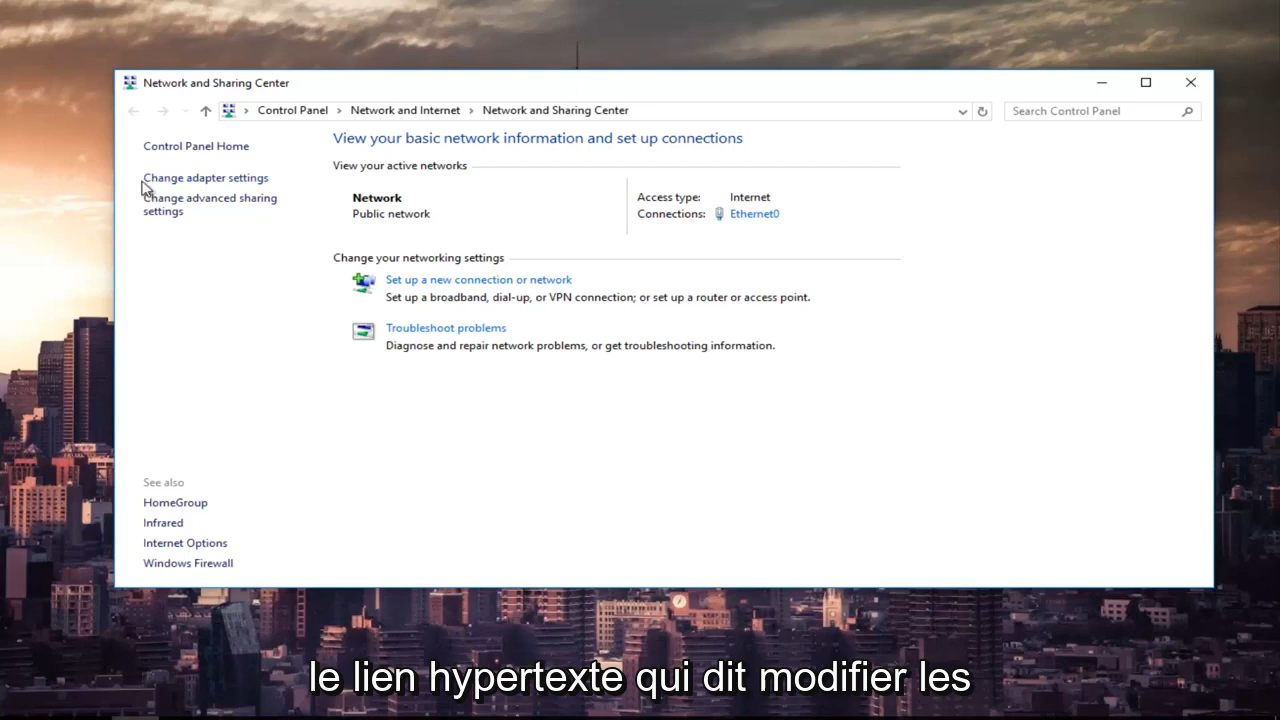 Network and Sharing Center
Control Panel > Network and Internet > Network and Sharing Center
Search Control Panel
Control Panel Home
Change adapter settings
Change advanced sharing
settings
View your basic network information and set up connections
View your active networks
Network
Public network
Access type: Internet
Connections: Ethernet0
Change your networking settings
Set up a new connection or network
Set up a broadband, dial-up, or VPN connection; or set up a router or access point.
Troubleshoot problems
Diagnose and repair network problems, or get troubleshooting information.
See also
HomeGroup
Infrared
Internet Options
Windows Firewall
le lien hypertexte qui dit modifier les